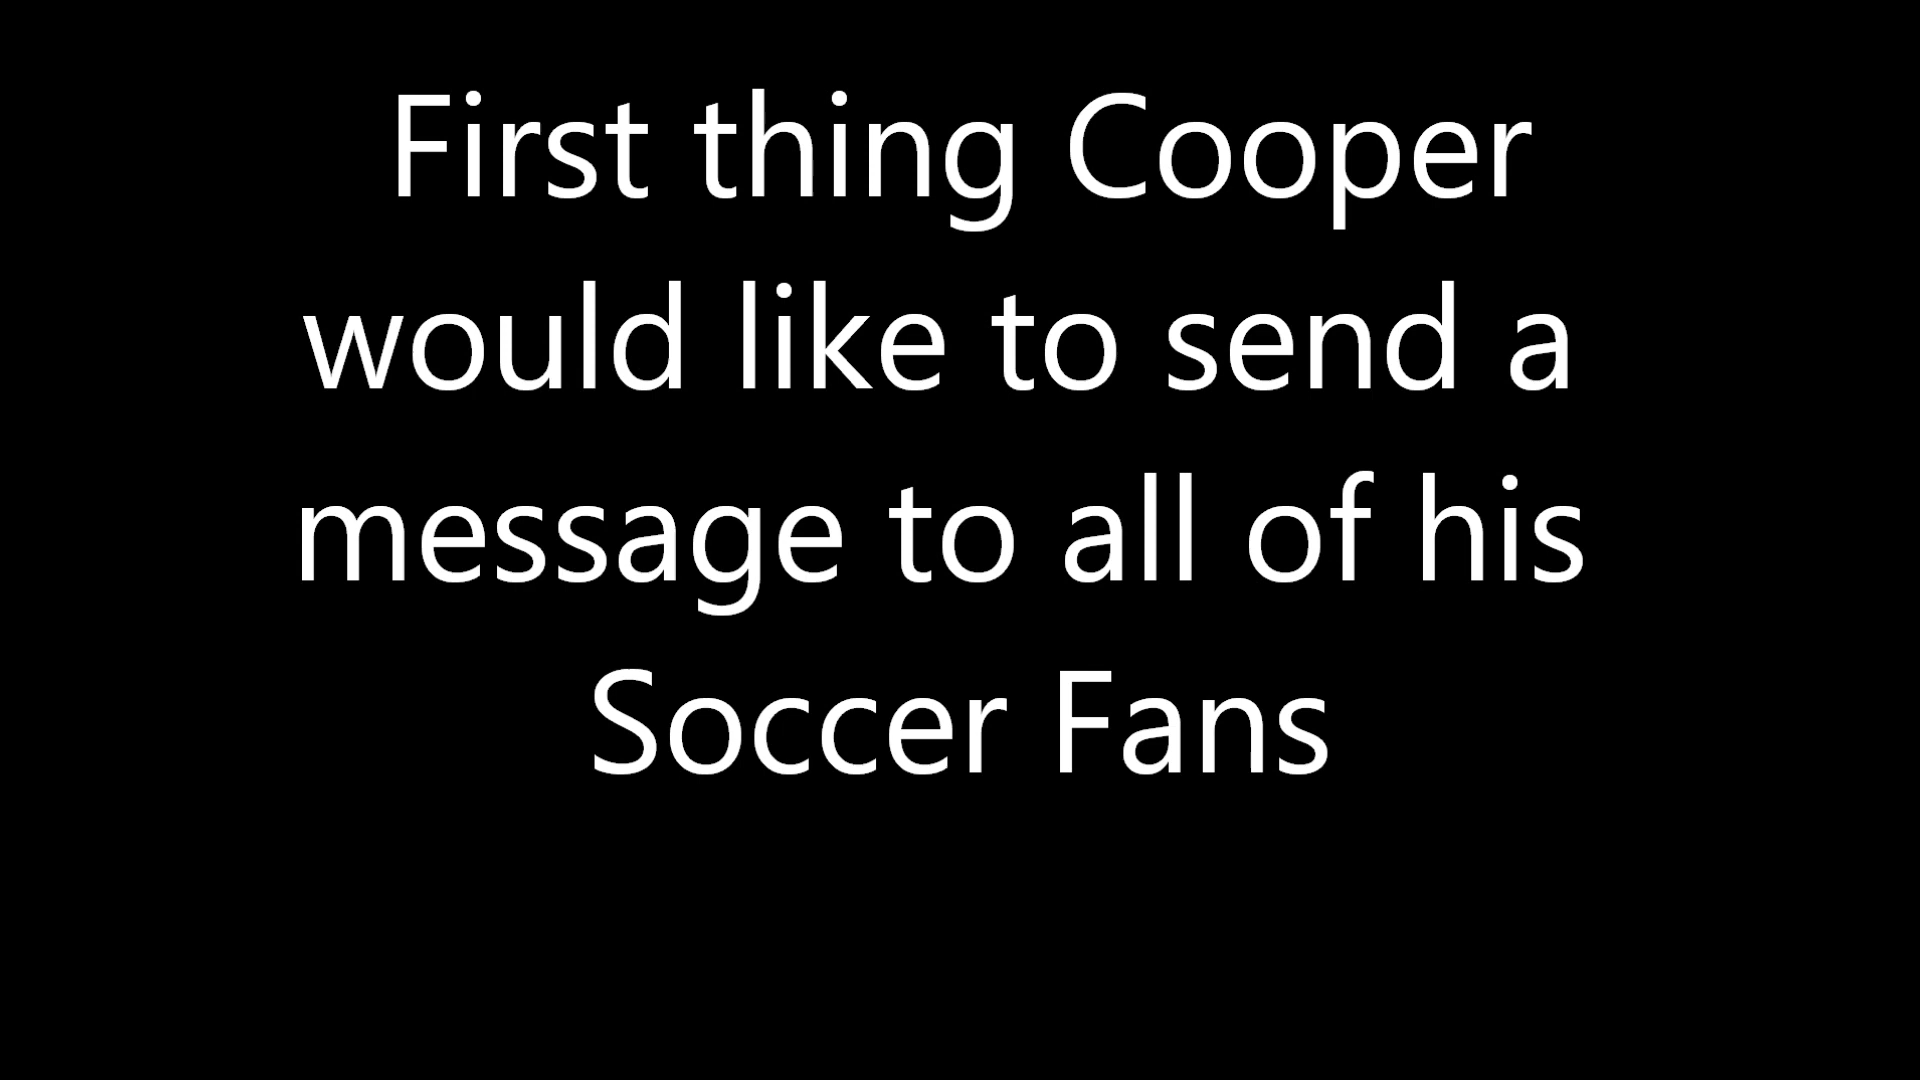 First thing Cooper
would like to send a
message to all of his
Soccer Fans